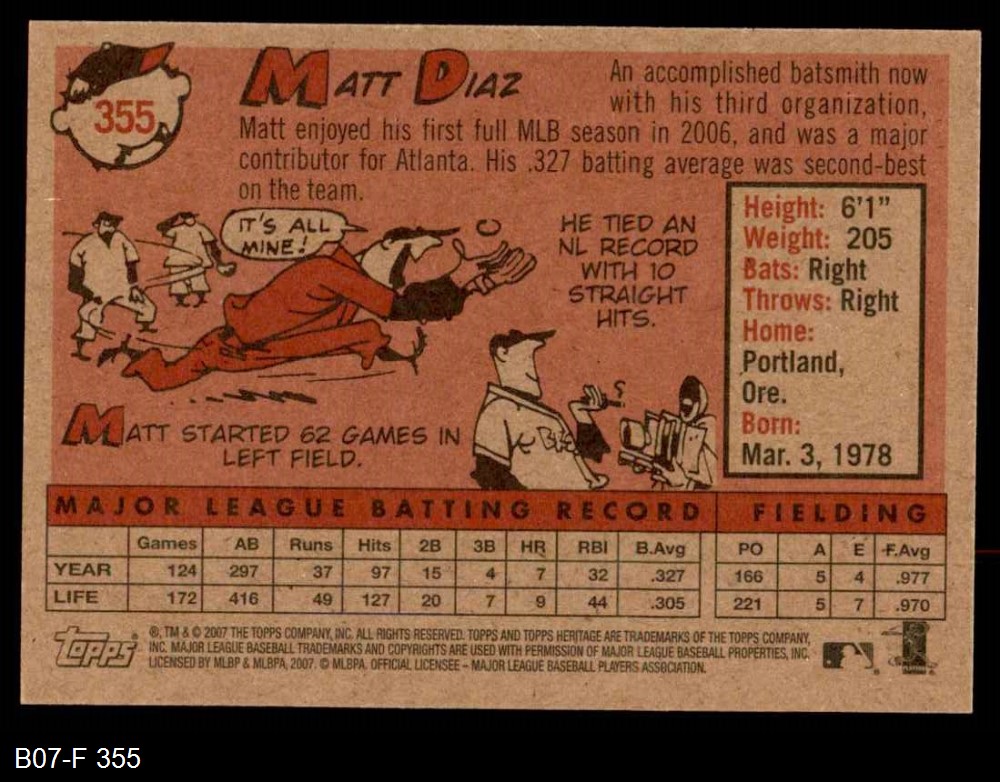 355
MATT DIAZ
An accomplished batsmith now
with his third organization,
Matt enjoyed his first full MLB season in 2006, and was a major
contributor for Atlanta. His .327 batting average was second-best
on the team.
IT'S ALL
MINE!
HE TIED AN
NL RECORD
WITH 10
STRAIGHT
HITS.
MATT STARTED 62 GAMES IN
LEFT FIELD.
Height: 6'1"
Weight: 205
Bats: Right
Throws: Right
Home:
Portland,
Ore.
Born:
Mar. 3, 1978
MAJOR LEAGUE BATTING RECORD FIELDING
Games AB Runs Hits 2B 3B HR RBI B.Avg PO A E F.Avg
YEAR 124 297 37 97 15 4 7 32 .327 166 5 4 .977
LIFE 172 416 49 127 20 7 9 44 .305 221 5 7 .970
topps
®, TM & © 2007 THE TOPPS COMPANY, INC. ALL RIGHTS RESERVED. TOPPS AND TOPPS HERITAGE ARE TRADEMARKS OF THE TOPPS COMPANY,
INC. MAJOR LEAGUE BASEBALL TRADEMARKS AND COPYRIGHTS ARE USED WITH PERMISSION OF MAJOR LEAGUE BASEBALL PROPERTIES, INC.
LICENSED BY MLBP & MLBPA, 2007. © MLBPA. OFFICIAL LICENSEE – MAJOR LEAGUE BASEBALL PLAYERS ASSOCIATION.
B07-F 355